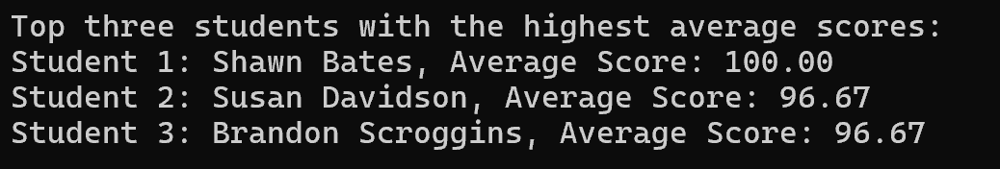 Top three students with the highest average scores:
Student 1: Shawn Bates, Average Score: 100.00
Student 2: Susan Davidson, Average Score: 96.67
Student 3: Brandon Scroggins, Average Score: 96.67